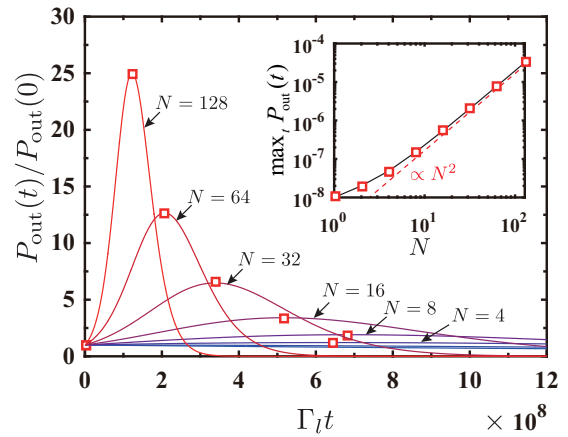 P_out(t)/P_out(0)
30
25
20
15
10
5
0
0
2
4
6
8
10
12
Γ_l t
× 10^8
N = 128
N = 64
N = 32
N = 16
N = 8
N = 4
max_t P_out(t)
10^-4
10^-5
10^-6
10^-7
10^-8
10^0
10^1
10^2
N
∝ N^2